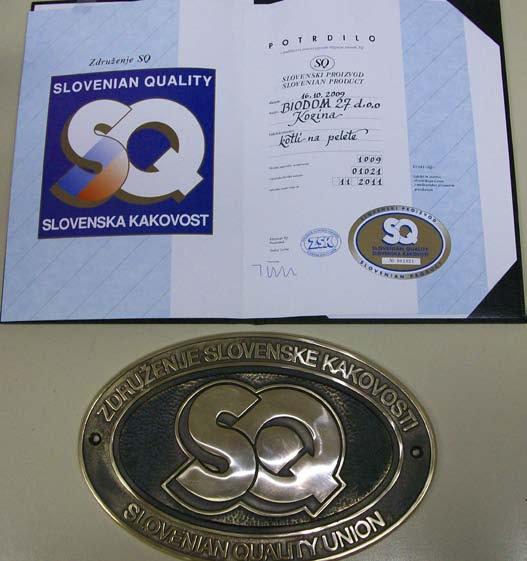 Združenje SQ
SLOVENIAN QUALITY
SQ
SLOVENSKA KAKOVOST
POTRDILO
SQ
SLOVENSKI PROIZVOD
SLOVENIAN PRODUCT
16.10.2009
BIODOM 27 d.o.o
Kozina
Kotli na pelete
1009
01021
11 2011
ZSK
SLOVENSKI PROIZVOD
SQ
SLOVENIAN QUALITY
SLOVENSKA KAKOVOST
SLOVENIAN PRODUCT
ZDRUŽENJE SLOVENSKE KAKOVOSTI
SQ
SLOVENIAN QUALITY UNION